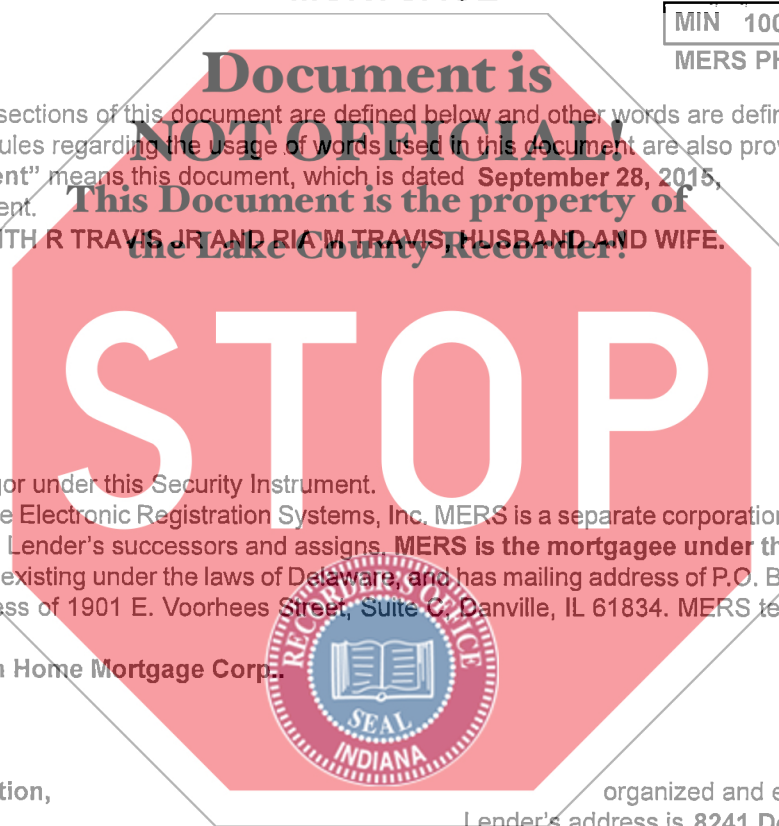 MIN 100
Document is
MERS PH
sections of this document are defined below and other words are defin
ules regarding the usage of words used in this document are also prov
NOT OFFICIAL!
ent" means this document, which is dated September 28, 2015,
ent.
This Document is the property of
ITH R TRAVIS JR AND RIA M TRAVIS, HUSBAND AND WIFE.
the Lake County Recorder!
STOP
gor under this Security Instrument.
e Electronic Registration Systems, Inc. MERS is a separate corporation
Lender's successors and assigns. MERS is the mortgagee under th
existing under the laws of Delaware, and has mailing address of P.O. B
ess of 1901 E. Voorhees Street, Suite C, Danville, IL 61834. MERS te
RECORDER'S OFFICE
n Home Mortgage Corp..
SEAL
INDIANA
tion,
organized and e
Lender's address is 8241 Do